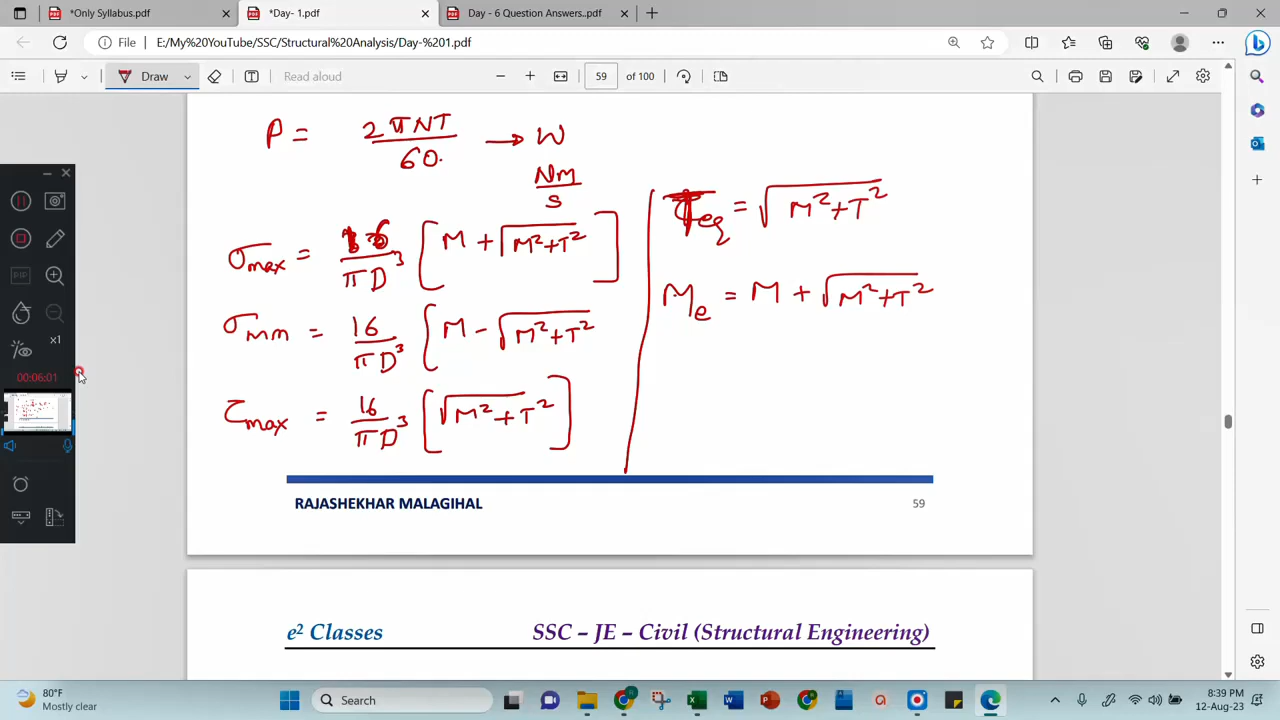 *Only Syllabus.pdf
*Day- 1.pdf
Day - 6 Question Answers..pdf
File
E:/My%20YouTube/SSC/Structural%20Analysis/Day-%201.pdf
Draw
Read aloud
59 of 100
P = 2πNT/60 → W
Nm/s
σmax = 16/πD³ [M + √M²+T²]
σmin = 16/πD³ [M - √M²+T²
τmax = 16/πD³ [√M²+T²]
Teq = √M²+T²
Me = M + √M²+T²
RAJASHEKHAR MALAGIHAL
59
e² Classes
SSC – JE – Civil (Structural Engineering)
PIP
x1
00:06:01
80°F
Mostly clear
Search
8:39 PM
12-Aug-23